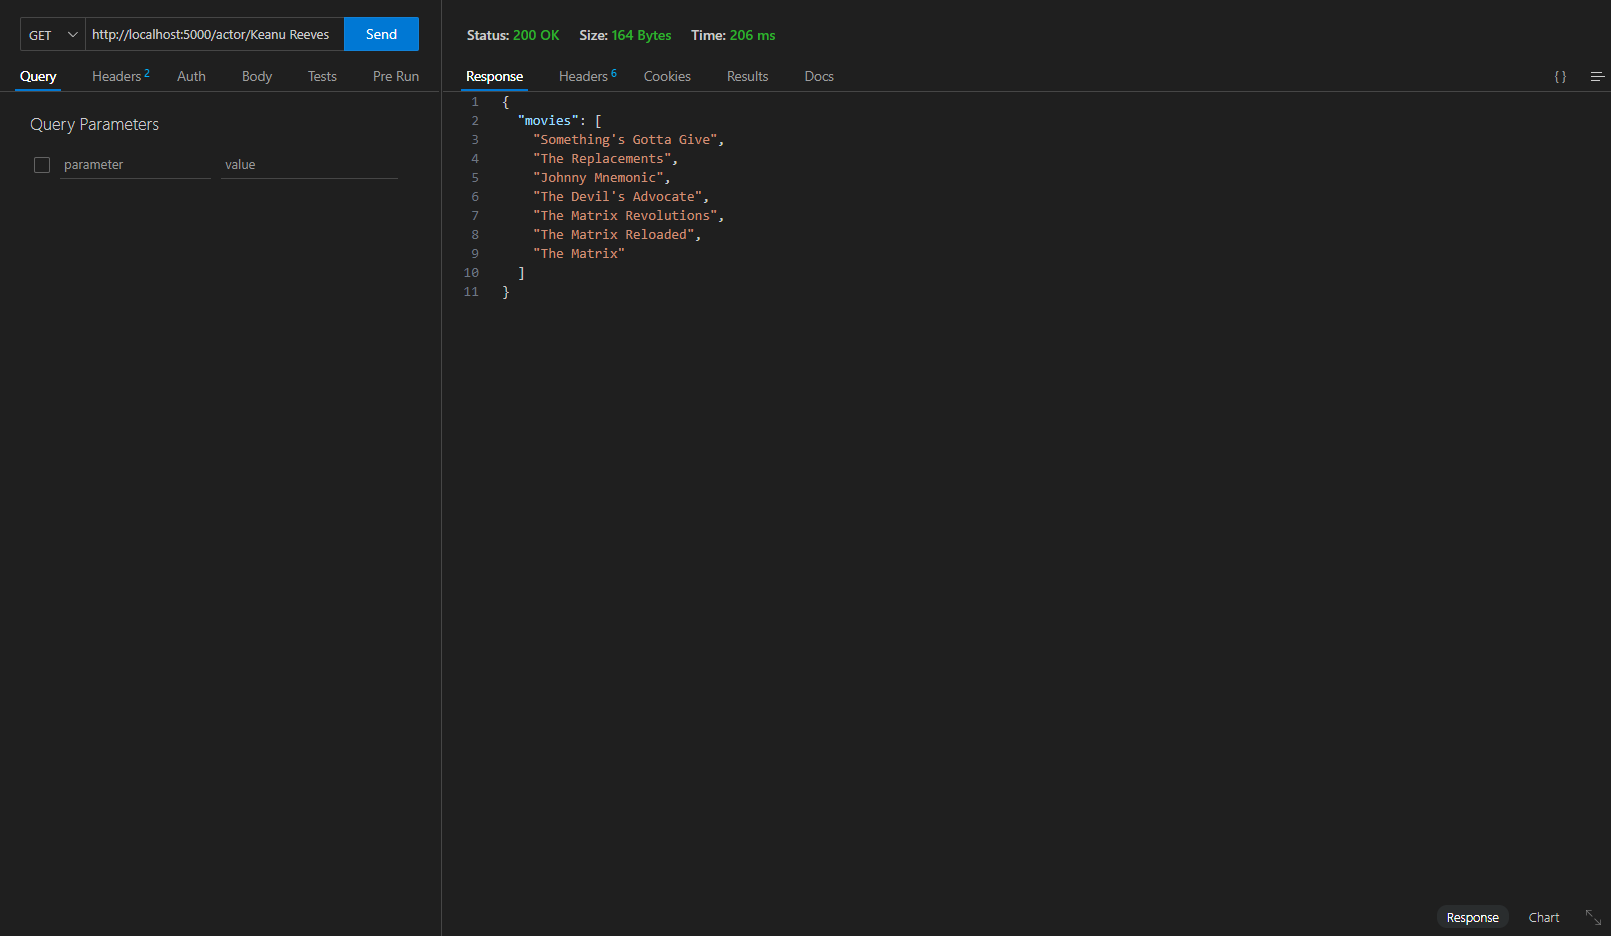 GET http://localhost:5000/actor/Keanu Reeves Send
Query Headers 2 Auth Body Tests Pre Run
Query Parameters
parameter value
Status: 200 OK Size: 164 Bytes Time: 206 ms
Response Headers 6 Cookies Results Docs { }
1 {
2 "movies": [
3 "Something's Gotta Give",
4 "The Replacements",
5 "Johnny Mnemonic",
6 "The Devil's Advocate",
7 "The Matrix Revolutions",
8 "The Matrix Reloaded",
9 "The Matrix"
10 ]
11 }
Response Chart